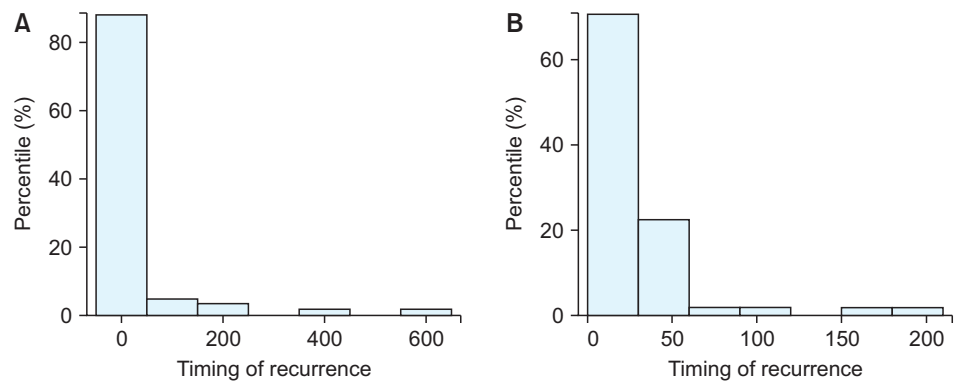 A
Percentile (%)
80
60
40
20
0
0 200 400 600
Timing of recurrence
B
Percentile (%)
60
40
20
0
0 50 100 150 200
Timing of recurrence